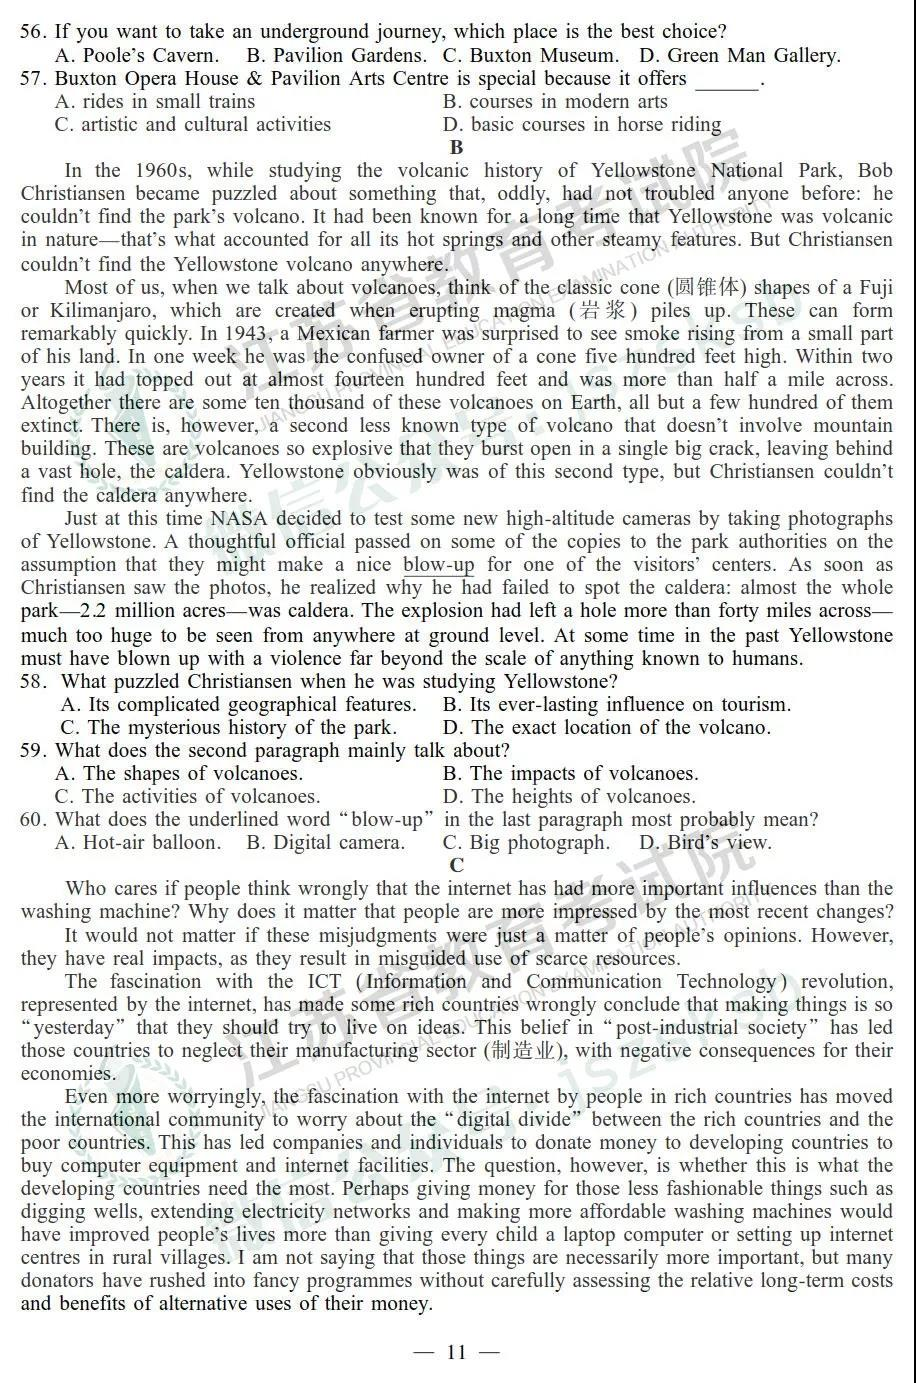 56. If you want to take an underground journey, which place is the best choice?
A. Poole's Cavern. B. Pavilion Gardens. C. Buxton Museum. D. Green Man Gallery.
57. Buxton Opera House & Pavilion Arts Centre is special because it offers ______.
A. rides in small trains B. courses in modern arts
C. artistic and cultural activities D. basic courses in horse riding
B
In the 1960s, while studying the volcanic history of Yellowstone National Park, Bob
Christiansen became puzzled about something that, oddly, had not troubled anyone before: he
couldn't find the park's volcano. It had been known for a long time that Yellowstone was volcanic
in nature—that's what accounted for all its hot springs and other steamy features. But Christiansen
couldn't find the Yellowstone volcano anywhere.
Most of us, when we talk about volcanoes, think of the classic cone (圆锥体) shapes of a Fuji
or Kilimanjaro, which are created when erupting magma (岩浆) piles up. These can form
remarkably quickly. In 1943, a Mexican farmer was surprised to see smoke rising from a small part
of his land. In one week he was the confused owner of a cone five hundred feet high. Within two
years it had topped out at almost fourteen hundred feet and was more than half a mile across.
Altogether there are some ten thousand of these volcanoes on Earth, all but a few hundred of them
extinct. There is, however, a second less known type of volcano that doesn't involve mountain
building. These are volcanoes so explosive that they burst open in a single big crack, leaving behind
a vast hole, the caldera. Yellowstone obviously was of this second type, but Christiansen couldn't
find the caldera anywhere.
Just at this time NASA decided to test some new high-altitude cameras by taking photographs
of Yellowstone. A thoughtful official passed on some of the copies to the park authorities on the
assumption that they might make a nice blow-up for one of the visitors' centers. As soon as
Christiansen saw the photos, he realized why he had failed to spot the caldera: almost the whole
park—2.2 million acres—was caldera. The explosion had left a hole more than forty miles across—
much too huge to be seen from anywhere at ground level. At some time in the past Yellowstone
must have blown up with a violence far beyond the scale of anything known to humans.
58. What puzzled Christiansen when he was studying Yellowstone?
A. Its complicated geographical features. B. Its ever-lasting influence on tourism.
C. The mysterious history of the park. D. The exact location of the volcano.
59. What does the second paragraph mainly talk about?
A. The shapes of volcanoes. B. The impacts of volcanoes.
C. The activities of volcanoes. D. The heights of volcanoes.
60. What does the underlined word “blow-up” in the last paragraph most probably mean?
A. Hot-air balloon. B. Digital camera. C. Big photograph. D. Bird's view.
C
Who cares if people think wrongly that the internet has had more important influences than the
washing machine? Why does it matter that people are more impressed by the most recent changes?
It would not matter if these misjudgments were just a matter of people's opinions. However,
they have real impacts, as they result in misguided use of scarce resources.
The fascination with the ICT (Information and Communication Technology) revolution,
represented by the internet, has made some rich countries wrongly conclude that making things is so
“yesterday” that they should try to live on ideas. This belief in “post-industrial society” has led
those countries to neglect their manufacturing sector (制造业), with negative consequences for their
economies.
Even more worryingly, the fascination with the internet by people in rich countries has moved
the international community to worry about the “digital divide” between the rich countries and the
poor countries. This has led companies and individuals to donate money to developing countries to
buy computer equipment and internet facilities. The question, however, is whether this is what the
developing countries need the most. Perhaps giving money for those less fashionable things such as
digging wells, extending electricity networks and making more affordable washing machines would
have improved people's lives more than giving every child a laptop computer or setting up internet
centres in rural villages. I am not saying that those things are necessarily more important, but many
donators have rushed into fancy programmes without carefully assessing the relative long-term costs
and benefits of alternative uses of their money.
— 11 —
江苏省教育考试院
JIANGSU PROVINCIAL EDUCATION EXAMINATION AUTHORITY
微信公众号:jszsksb
江苏省教育考试院
JIANGSU PROVINCIAL EDUCATION EXAMINATION AUTHORITY
微信公众号:jszsksb